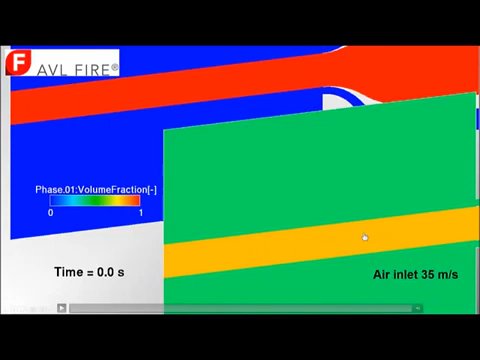 F
AVL FIRE®
Phase.01:VolumeFraction[-]
0 1
Time = 0.0 s
Air inlet 35 m/s